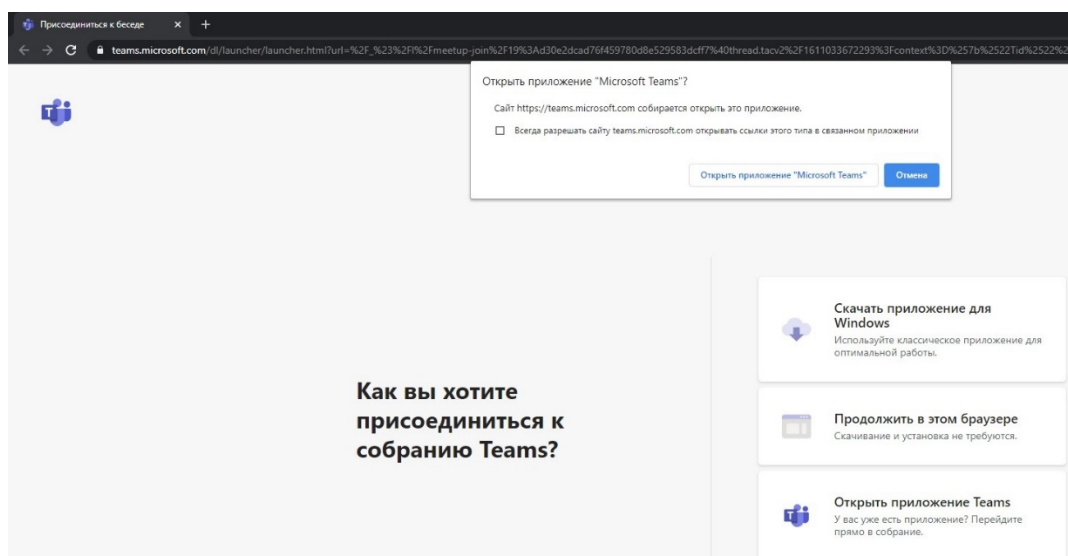 Присоединиться к беседе
teams.microsoft.com/dl/launcher/launcher.html?url=%2F_%23%2Fl%2Fmeetup-join%2F19%3Ad30e2dcad76f459780d8e529583dcff7%40thread.tacv2%2F1611033672293%3Fcontext%3D%257b%2522Tid%2522%2
Открыть приложение "Microsoft Teams"?
Сайт https://teams.microsoft.com собирается открыть это приложение.
Всегда разрешать сайту teams.microsoft.com открывать ссылки этого типа в связанном приложении
Открыть приложение "Microsoft Teams"
Отмена
Как вы хотите
присоединиться к
собранию Teams?
Скачать приложение для
Windows
Используйте классическое приложение для
оптимальной работы.
Продолжить в этом браузере
Скачивание и установка не требуются.
Открыть приложение Teams
У вас уже есть приложение? Перейдите
прямо в собрание.